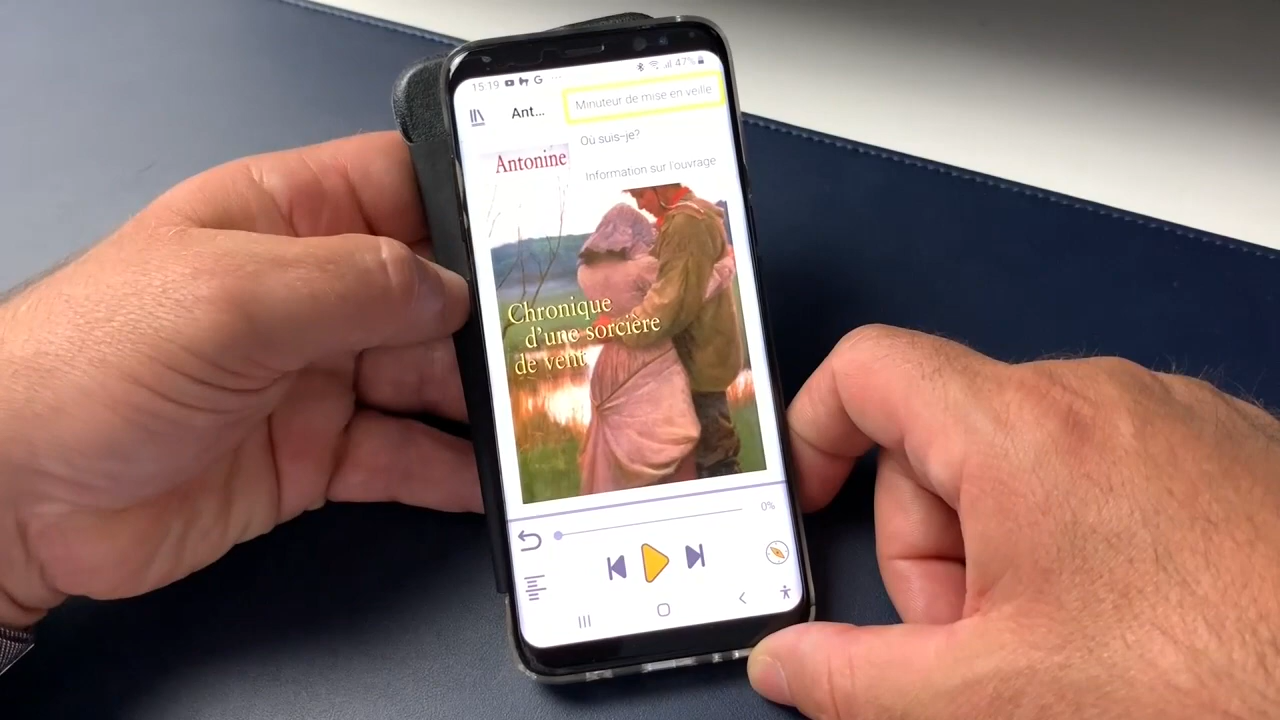 15.19 G ... 47%
Ant...
Minuteur de mise en veille
Où suis-je?
Information sur l'ouvrage
Antonine
Chronique
d'une sorcière
de vent
0%